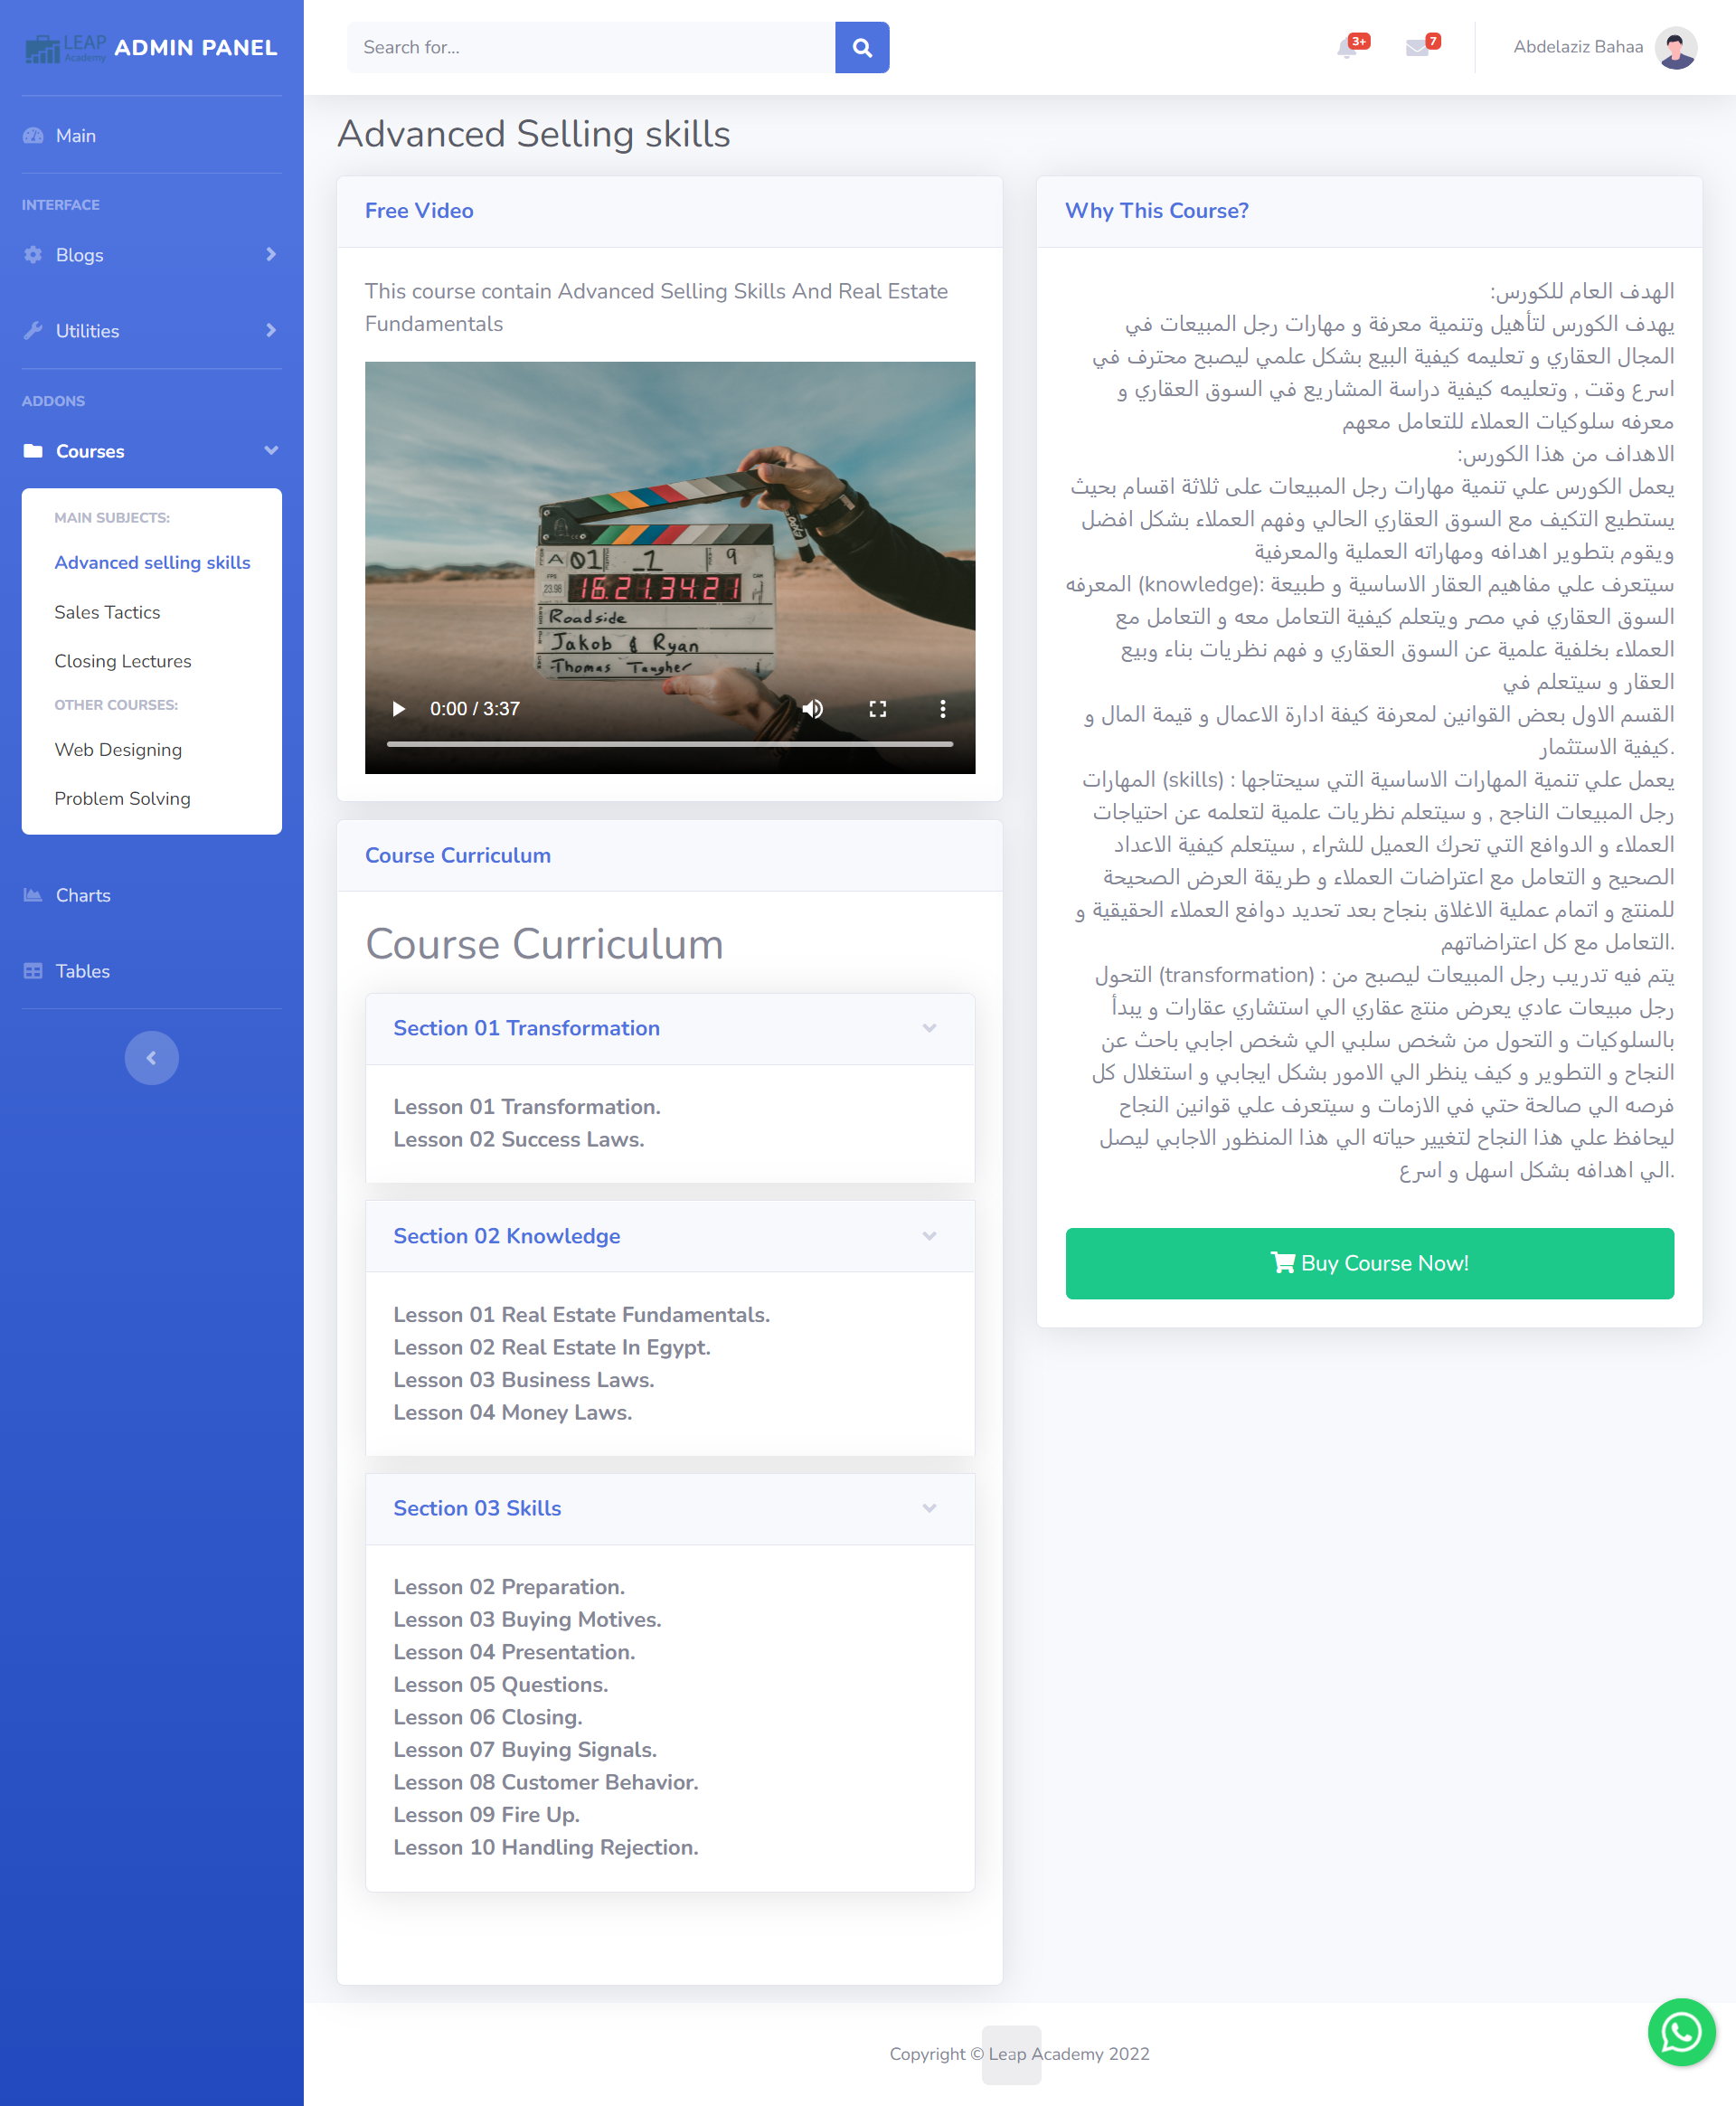 LEAP
Academy
ADMIN PANEL
Search for...
3+
7
Abdelaziz Bahaa
Main
INTERFACE
Blogs
Utilities
ADDONS
Courses
MAIN SUBJECTS:
Advanced selling skills
Sales Tactics
Closing Lectures
OTHER COURSES:
Web Designing
Problem Solving
Charts
Tables
Advanced Selling skills
Free Video
This course contain Advanced Selling Skills And Real Estate
Fundamentals
A 01 1 9
FPS
23.98
16.21.34.21
CAM
Roadside
Jakob & Ryan
Thomas Taugher
0:00 / 3:37
Course Curriculum
Course Curriculum
Section 01 Transformation
Lesson 01 Transformation.
Lesson 02 Success Laws.
Section 02 Knowledge
Lesson 01 Real Estate Fundamentals.
Lesson 02 Real Estate In Egypt.
Lesson 03 Business Laws.
Lesson 04 Money Laws.
Section 03 Skills
Lesson 02 Preparation.
Lesson 03 Buying Motives.
Lesson 04 Presentation.
Lesson 05 Questions.
Lesson 06 Closing.
Lesson 07 Buying Signals.
Lesson 08 Customer Behavior.
Lesson 09 Fire Up.
Lesson 10 Handling Rejection.
Why This Course?
الهدف العام للكورس:
يهدف الكورس لتأهيل وتنمية معرفة و مهارات رجل المبيعات في
المجال العقاري و تعليمه كيفية البيع بشكل علمي ليصبح محترف في
اسرع وقت , وتعليمه كيفية دراسة المشاريع في السوق العقاري و
معرفه سلوكيات العملاء للتعامل معهم
الاهداف من هذا الكورس:
يعمل الكورس علي تنمية مهارات رجل المبيعات على ثلاثة اقسام بحيث
يستطيع التكيف مع السوق العقاري الحالي وفهم العملاء بشكل افضل
ويقوم بتطوير اهدافه ومهاراته العملية والمعرفية
المعرفه (knowledge): سيتعرف علي مفاهيم العقار الاساسية و طبيعة
السوق العقاري في مصر ويتعلم كيفية التعامل معه و التعامل مع
العملاء بخلفية علمية عن السوق العقاري و فهم نظريات بناء وبيع
العقار و سيتعلم في
القسم الاول بعض القوانين لمعرفة كيفة ادارة الاعمال و قيمة المال و
كيفية الاستثمار.
المهارات (skills) : يعمل علي تنمية المهارات الاساسية التي سيحتاجها
رجل المبيعات الناجح , و سيتعلم نظريات علمية لتعلمه عن احتياجات
العملاء و الدوافع التي تحرك العميل للشراء , سيتعلم كيفية الاعداد
الصحيح و التعامل مع اعتراضات العملاء و طريقة العرض الصحيحة
للمنتج و اتمام عملية الاغلاق بنجاح بعد تحديد دوافع العملاء الحقيقية و
التعامل مع كل اعتراضاتهم.
التحول (transformation) : يتم فيه تدريب رجل المبيعات ليصبح من
رجل مبيعات عادي يعرض منتج عقاري الي استشاري عقارات و يبدأ
بالسلوكيات و التحول من شخص سلبي الي شخص اجابي باحث عن
النجاح و التطوير و كيف ينظر الي الامور بشكل ايجابي و استغلال كل
فرصه الي صالحة حتي في الازمات و سيتعرف علي قوانين النجاح
ليحافظ علي هذا النجاح لتغيير حياته الي هذا المنظور الاجابي ليصل
الي اهدافه بشكل اسهل و اسرع.
Buy Course Now!
Copyright © Leap Academy 2022